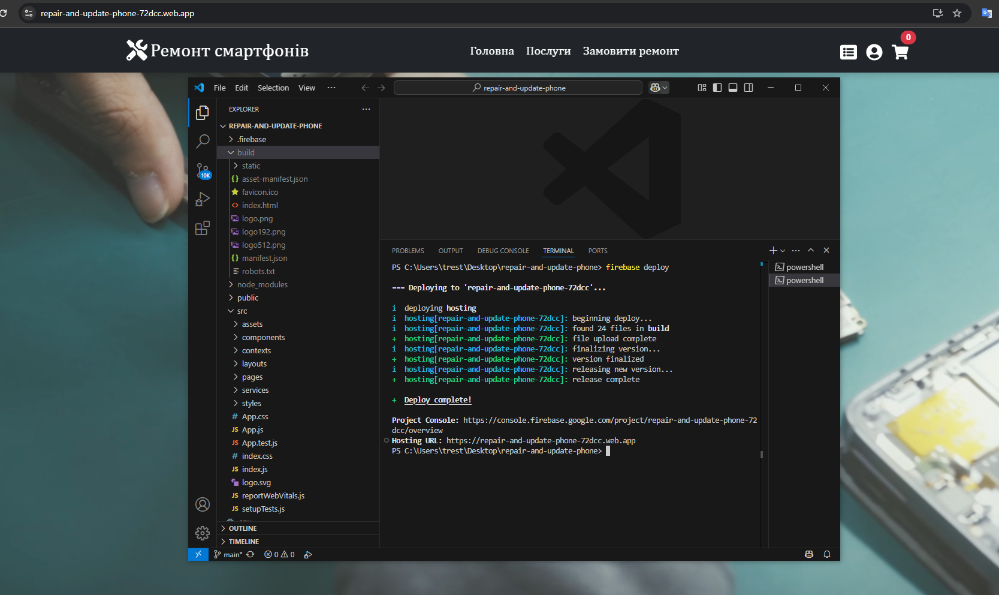 repair-and-update-phone-72dcc.web.app
Ремонт смартфонів
Головна Послуги Замовити ремонт
0
File Edit Selection View ···
repair-and-update-phone
EXPLORER
REPAIR-AND-UPDATE-PHONE
.firebase
build
static
asset-manifest.json
favicon.ico
index.html
logo.png
logo192.png
logo512.png
manifest.json
robots.txt
node_modules
public
src
assets
components
contexts
layouts
pages
services
styles
App.css
App.js
App.test.js
index.css
index.js
logo.svg
reportWebVitals.js
setupTests.js
OUTLINE
TIMELINE
10K
PROBLEMS OUTPUT DEBUG CONSOLE TERMINAL PORTS
PS C:\Users\trest\Desktop\repair-and-update-phone> firebase deploy
=== Deploying to 'repair-and-update-phone-72dcc'...
i deploying hosting
i hosting[repair-and-update-phone-72dcc]: beginning deploy...
i hosting[repair-and-update-phone-72dcc]: found 24 files in build
+ hosting[repair-and-update-phone-72dcc]: file upload complete
i hosting[repair-and-update-phone-72dcc]: finalizing version...
+ hosting[repair-and-update-phone-72dcc]: version finalized
i hosting[repair-and-update-phone-72dcc]: releasing new version...
+ hosting[repair-and-update-phone-72dcc]: release complete
+ Deploy complete!
Project Console: https://console.firebase.google.com/project/repair-and-update-phone-72
dcc/overview
Hosting URL: https://repair-and-update-phone-72dcc.web.app
PS C:\Users\trest\Desktop\repair-and-update-phone>
powershell
powershell
main* 0 0